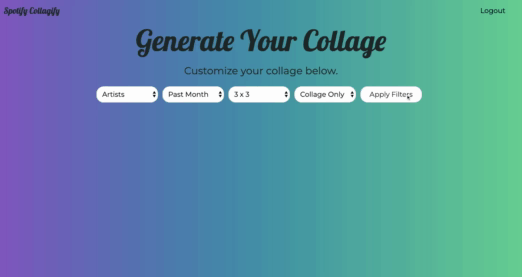 Spotify Collagify
Logout
Generate Your Collage
Customize your collage below.
Artists
Past Month
3 x 3
Collage Only
Apply Filters